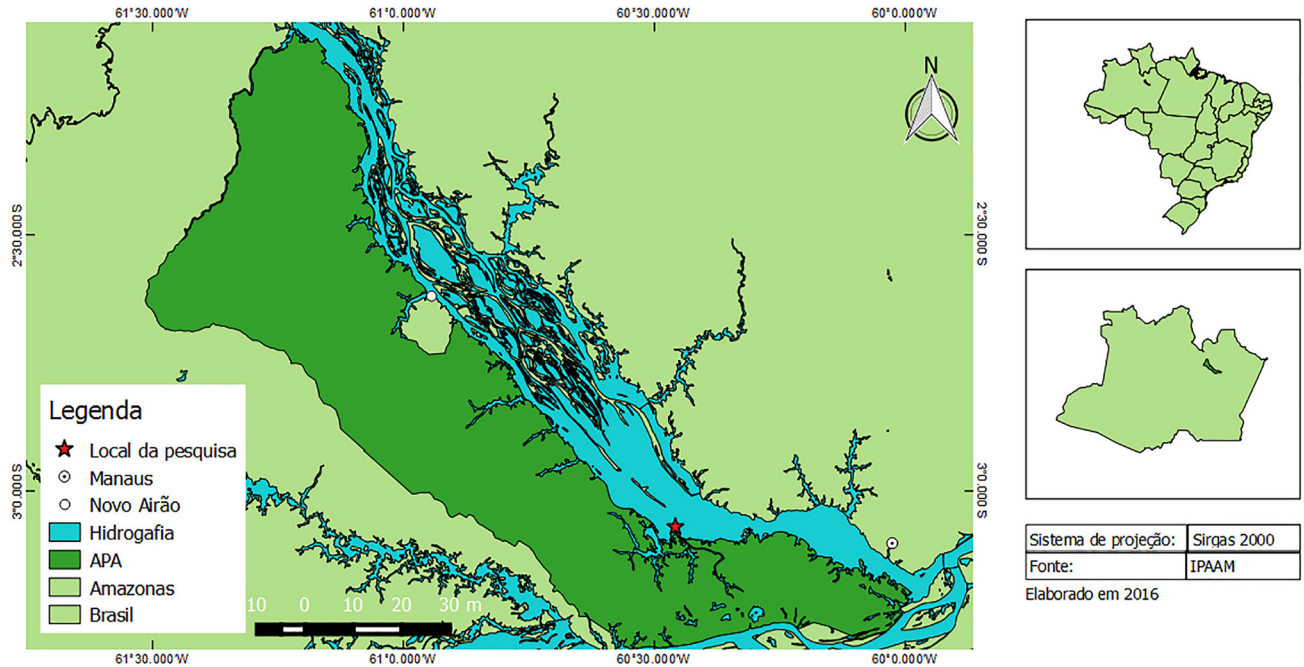 61°30.000'W 61°0.000'W 60°30.000'W 60°0.000'W
N
2°30.000'S
2°30.000 S
3°0.000'S
3°0.000 S
Legenda
Local da pesquisa
Manaus
Novo Airão
Hidrogafia
APA
Amazonas
Brasil
10 0 10 20 30 m
61°30.000'W 61°0.000'W 60°30.000'W 60°0.000'W
Sistema de projeção: Sirgas 2000
Fonte: IPAAM
Elaborado em 2016